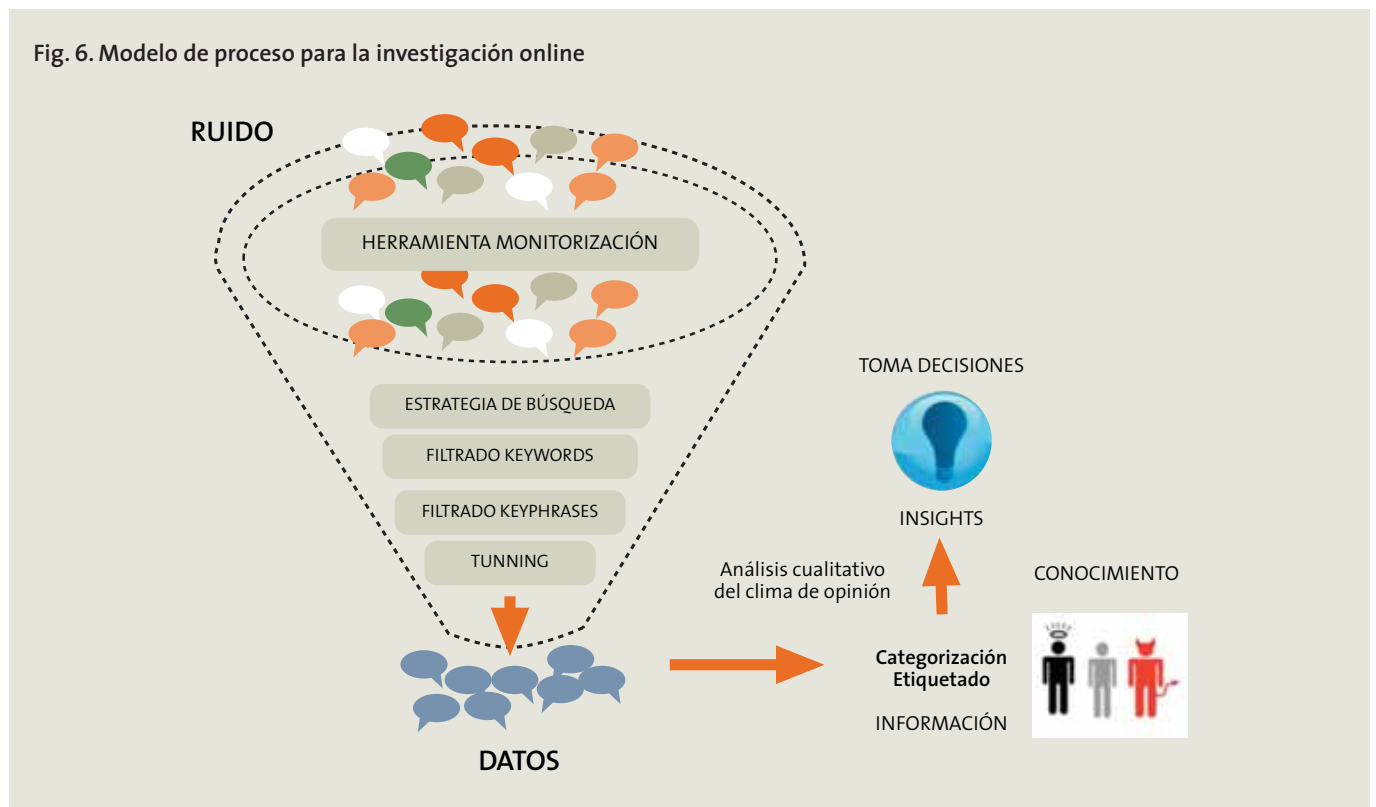 Fig. 6. Modelo de proceso para la investigación online
RUIDO
HERRAMIENTA MONITORIZACIÓN
ESTRATEGIA DE BÚSQUEDA
FILTRADO KEYWORDS
FILTRADO KEYPHRASES
TUNNING
DATOS
TOMA DECISIONES
INSIGHTS
Análisis cualitativo
del clima de opinión
CONOCIMIENTO
Categorización
Etiquetado
INFORMACIÓN